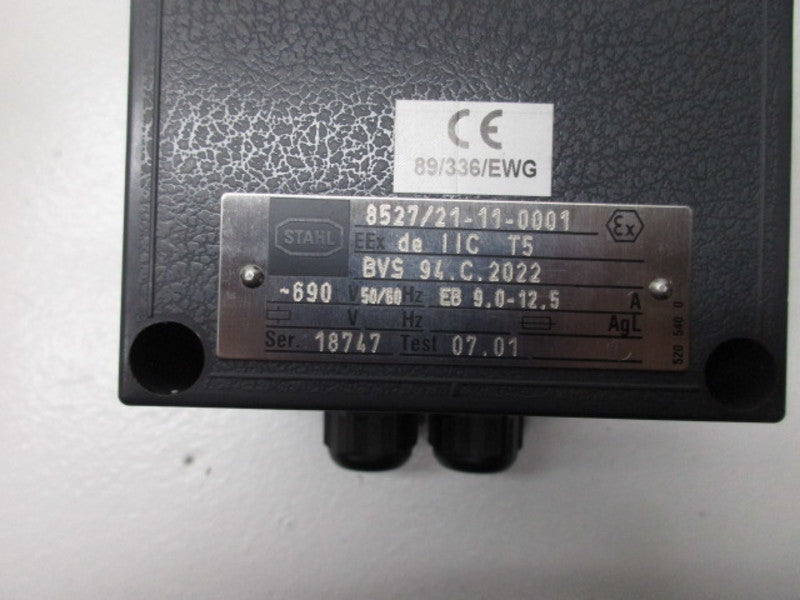 CE
89/336/EWG
STAHL
8527/21-11-0001
Ex
EEx de IIC T5
BVS 94.C.2022
~690 V 50/60 Hz EB 9.0-12.5 A
V Hz AgL
Ser. 18747 Test 07.01
520 540 0